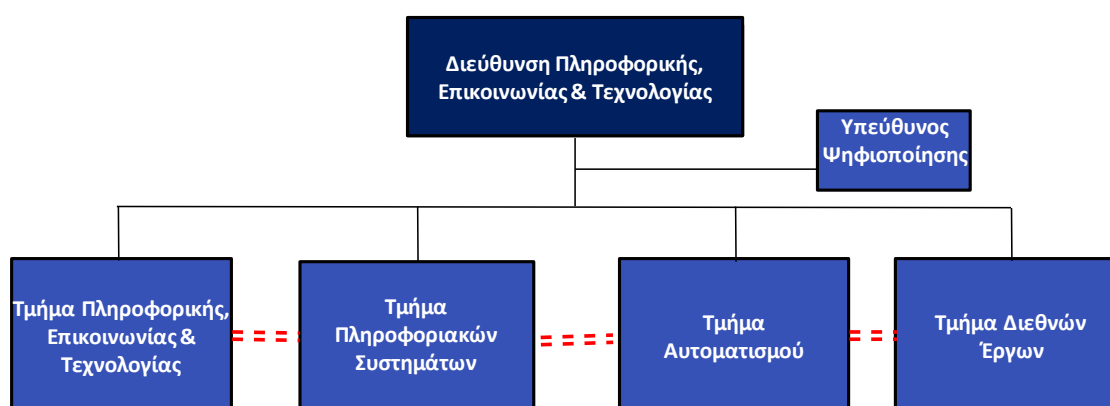 Διεύθυνση Πληροφορικής,
Επικοινωνίας & Τεχνολογίας
Υπεύθυνος
Ψηφιοποίησης
Τμήμα Πληροφορικής,
Επικοινωνίας &
Τεχνολογίας
Τμήμα
Πληροφοριακών
Συστημάτων
Τμήμα
Αυτοματισμού
Τμήμα Διεθνών
Έργων